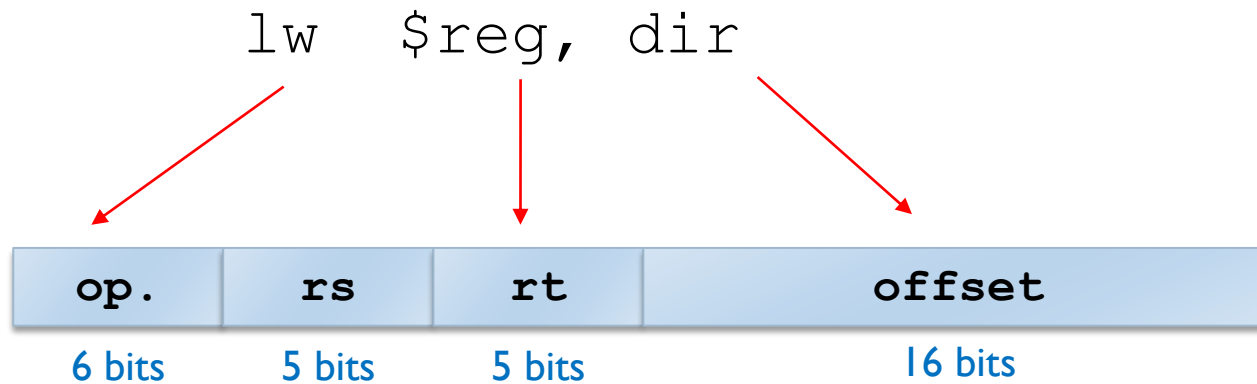 lw $reg, dir
op. rs rt offset
6 bits 5 bits 5 bits 16 bits